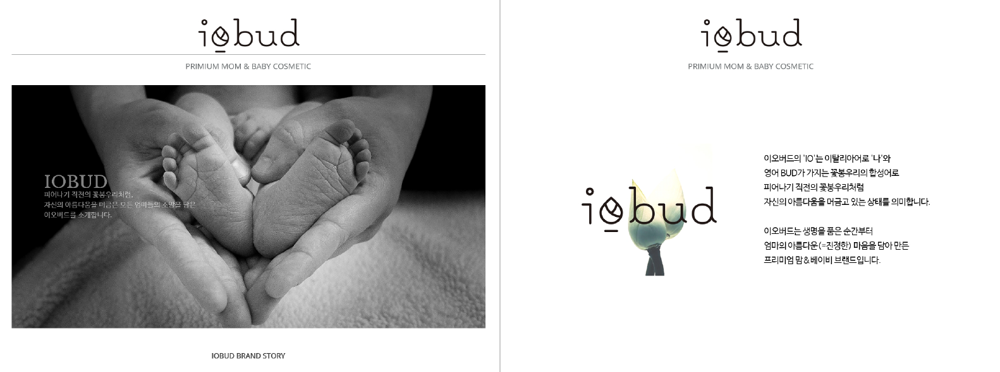 iobud
PRIMIUM MOM & BABY COSMETIC
IOBUD
피어나기 직전의 꽃봉우리처럼,
자신의 아름다움을 머금은 모든 엄마들의 소망을 담은
이오버드를 소개합니다.
IOBUD BRAND STORY
iobud
PRIMIUM MOM & BABY COSMETIC
iobud
이오버드의 'IO'는 이탈리아어로 '나'와
영어 BUD가 가지는 꽃봉우리의 합성어로
피어나기 직전의 꽃봉우리처럼
자신의 아름다움을 머금고 있는 상태를 의미합니다.
이오버드는 생명을 품은 순간부터
엄마의 아름다운(=진정한) 마음을 담아 만든
프리미엄 맘&베이비 브랜드입니다.